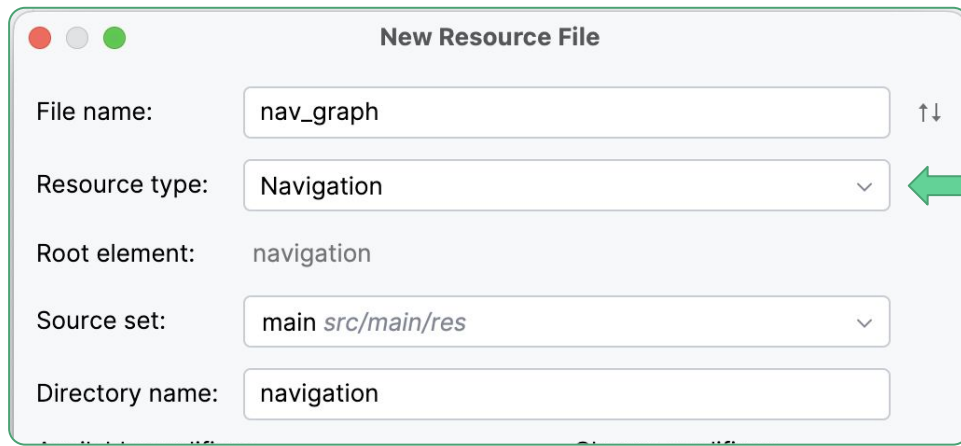 New Resource File
File name: nav_graph
Resource type: Navigation
Root element: navigation
Source set: main src/main/res
Directory name: navigation